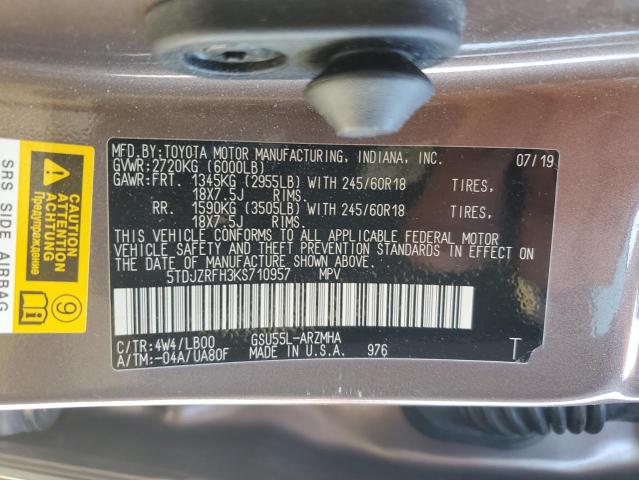 MFD.BY:TOYOTA MOTOR MANUFACTURING, INDIANA, INC. 07/19
GVWR:2720KG (6000LB)
GAWR:FRT. 1345KG (2955LB) WITH 245/60R18 TIRES,
18X7.5J RIMS.
RR. 1590KG (3505LB) WITH 245/60R18 TIRES,
18X7.5J RIMS.
THIS VEHICLE CONFORMS TO ALL APPLICABLE FEDERAL MOTOR
VEHICLE SAFETY AND THEFT PREVENTION STANDARDS IN EFFECT
ON THE DATE OF MANUFACTURE SHOWN ABOVE.
5TDJZRFH3KS710957 MPV
C/TR:4W4/LB00 GSU55L-ARZMHA
A/TM:-04A/UA80F MADE IN U.S.A. 976 T
SRS SIDE AIRBAG
CAUTION
ATTENTION
ACHTUNG
Предупреждение
9